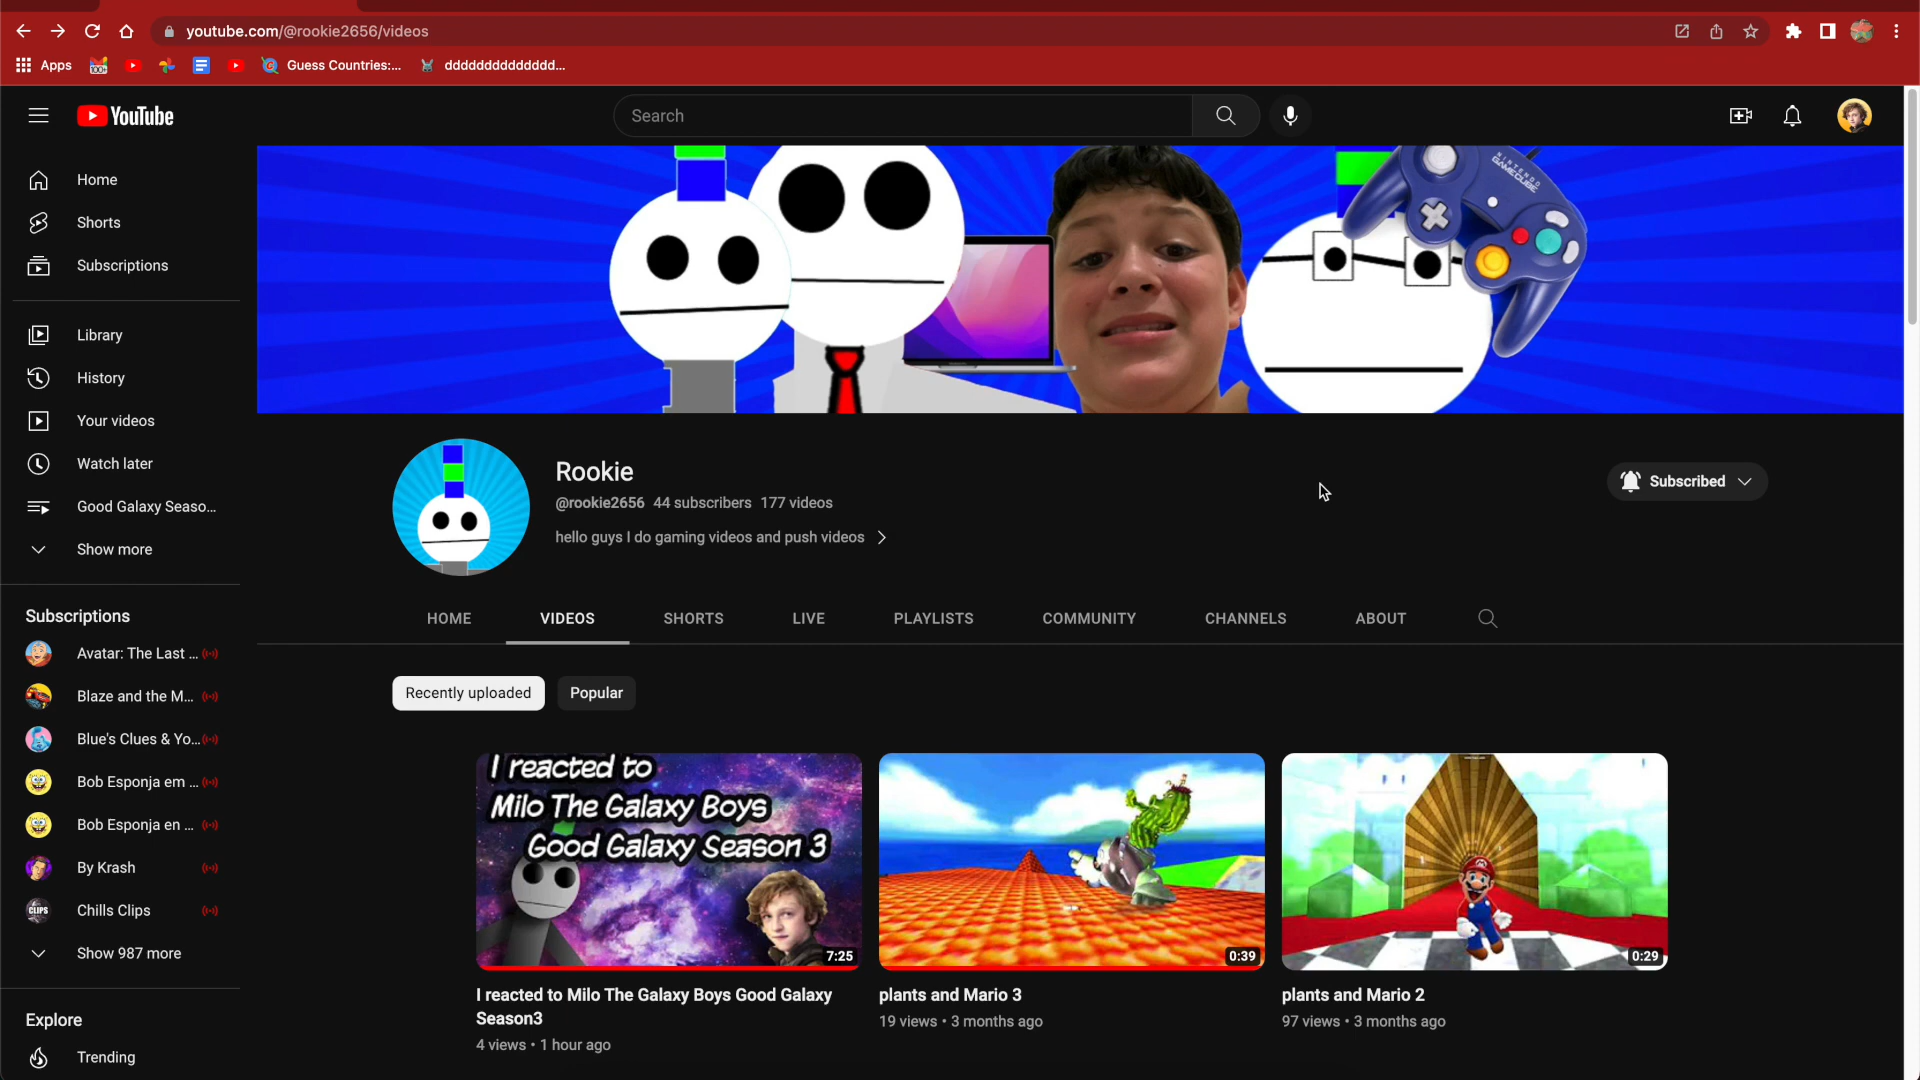 youtube.com/@rookie2656/videos
Apps
Guess Countries:...
dddddddddddddd...
YouTube
Search
Home
Shorts
Subscriptions
Library
History
Your videos
Watch later
Good Galaxy Seaso...
Show more
Subscriptions
Avatar: The Last ...
Blaze and the M...
Blue's Clues & Yo...
Bob Esponja em ...
Bob Esponja en ...
By Krash
CLIPS
Chills Clips
Show 987 more
Explore
Trending
NINTENDO
GAMECUBE
Rookie
@rookie2656 44 subscribers 177 videos
hello guys I do gaming videos and push videos
Subscribed
HOME
VIDEOS
SHORTS
LIVE
PLAYLISTS
COMMUNITY
CHANNELS
ABOUT
Recently uploaded
Popular
I reacted to
Milo The Galaxy Boys
Good Galaxy Season 3
7:25
I reacted to Milo The Galaxy Boys Good Galaxy
Season3
4 views • 1 hour ago
0:39
plants and Mario 3
19 views • 3 months ago
0:29
plants and Mario 2
97 views • 3 months ago